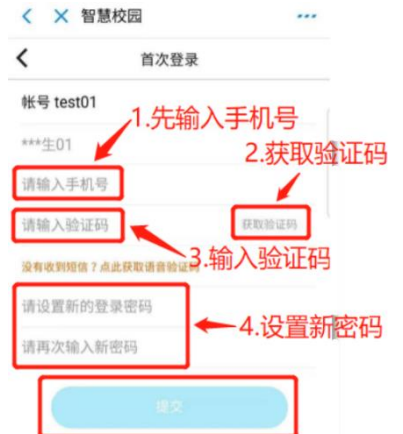 智慧校园
首次登录
帐号 test01
1.先输入手机号
***生01
2.获取验证码
请输入手机号
请输入验证码
获取验证码
3.输入验证码
没有收到短信？点此获取语音验证码
请设置新的登录密码
4.设置新密码
请再次输入新密码
提交